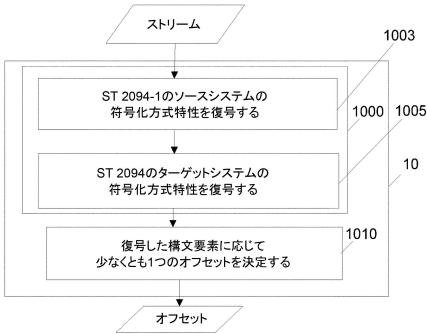 ストリーム
1003
ST 2094-1のソースシステムの
符号化方式特性を復号する
1000
1005
ST 2094のターゲットシステムの
符号化方式特性を復号する
10
1010
復号した構文要素に応じて
少なくとも1つのオフセットを決定する
オフセット